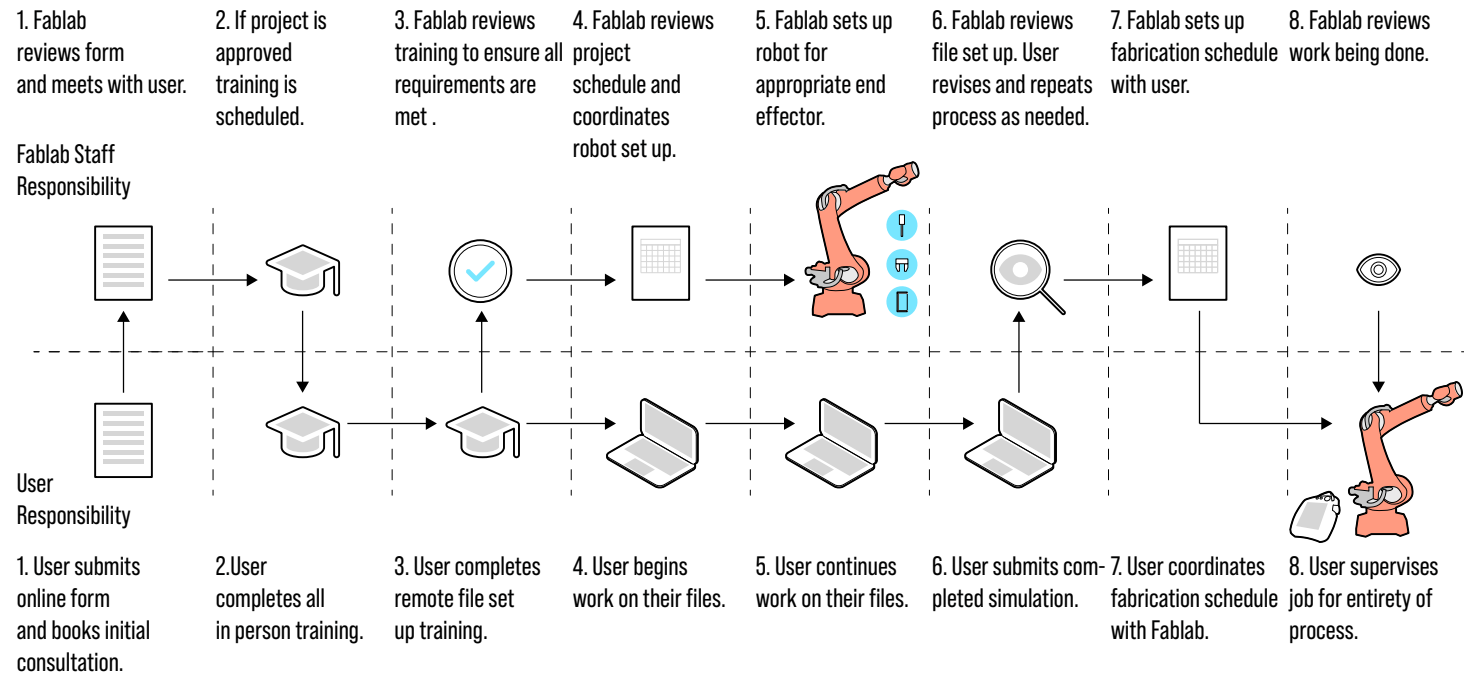 1. Fablab
reviews form
and meets with user.
2. If project is
approved
training is
scheduled.
3. Fablab reviews
training to ensure all
requirements are
met .
4. Fablab reviews
project
schedule and
coordinates
robot set up.
5. Fablab sets up
robot for
appropriate end
effector.
6. Fablab reviews
file set up. User
revises and repeats
process as needed.
7. Fablab sets up
fabrication schedule
with user.
8. Fablab reviews
work being done.
Fablab Staff
Responsibility
User
Responsibility
1. User submits
online form
and books initial
consultation.
2.User
completes all
in person training.
3. User completes
remote file set
up training.
4. User begins
work on their files.
5. User continues
work on their files.
6. User submits com-
pleted simulation.
7. User coordinates
fabrication schedule
with Fablab.
8. User supervises
job for entirety of
process.